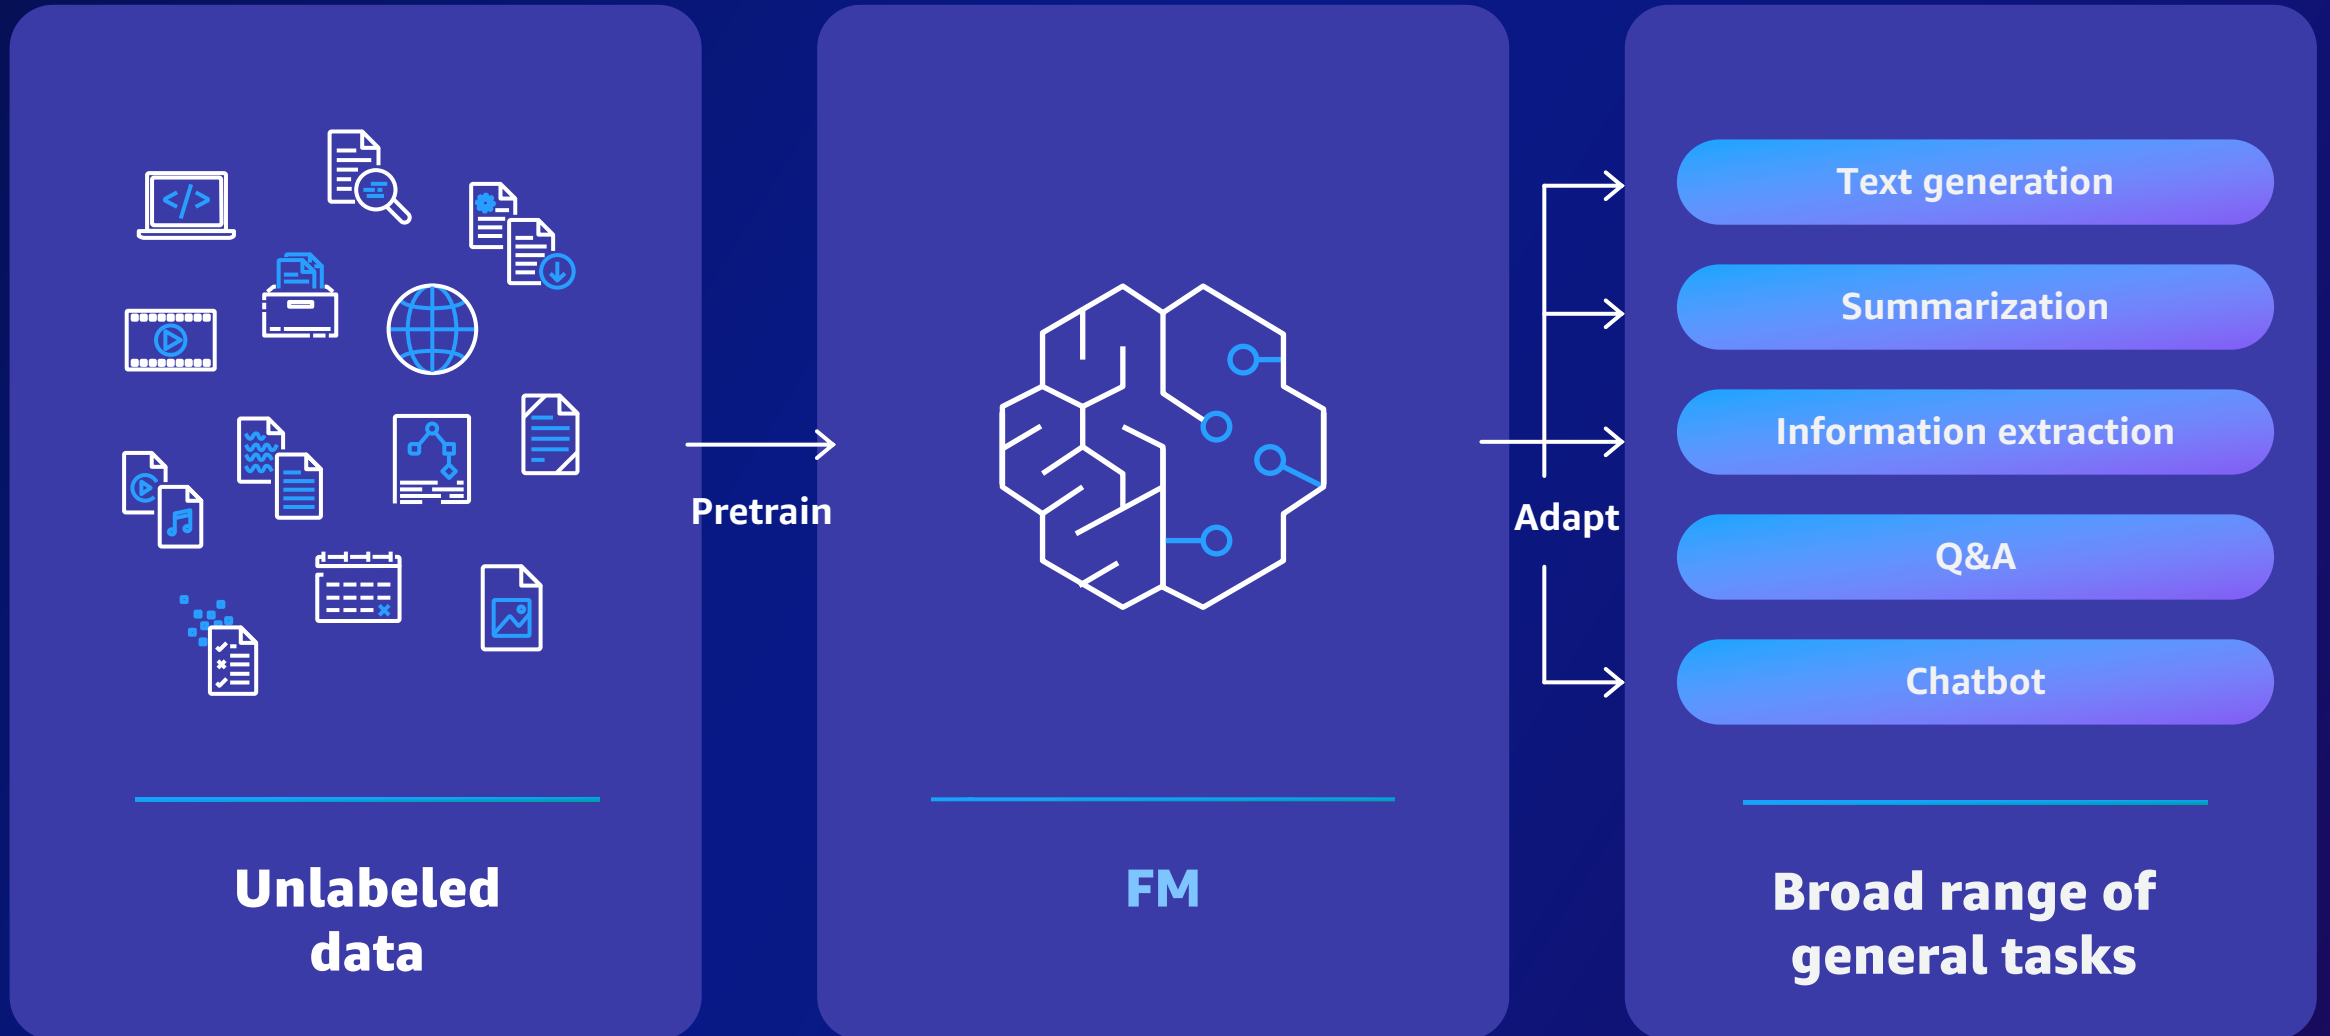 </>
Pretrain
Adapt
Text generation
Summarization
Information extraction
Q&A
Chatbot
Unlabeled
data
FM
Broad range of
general tasks